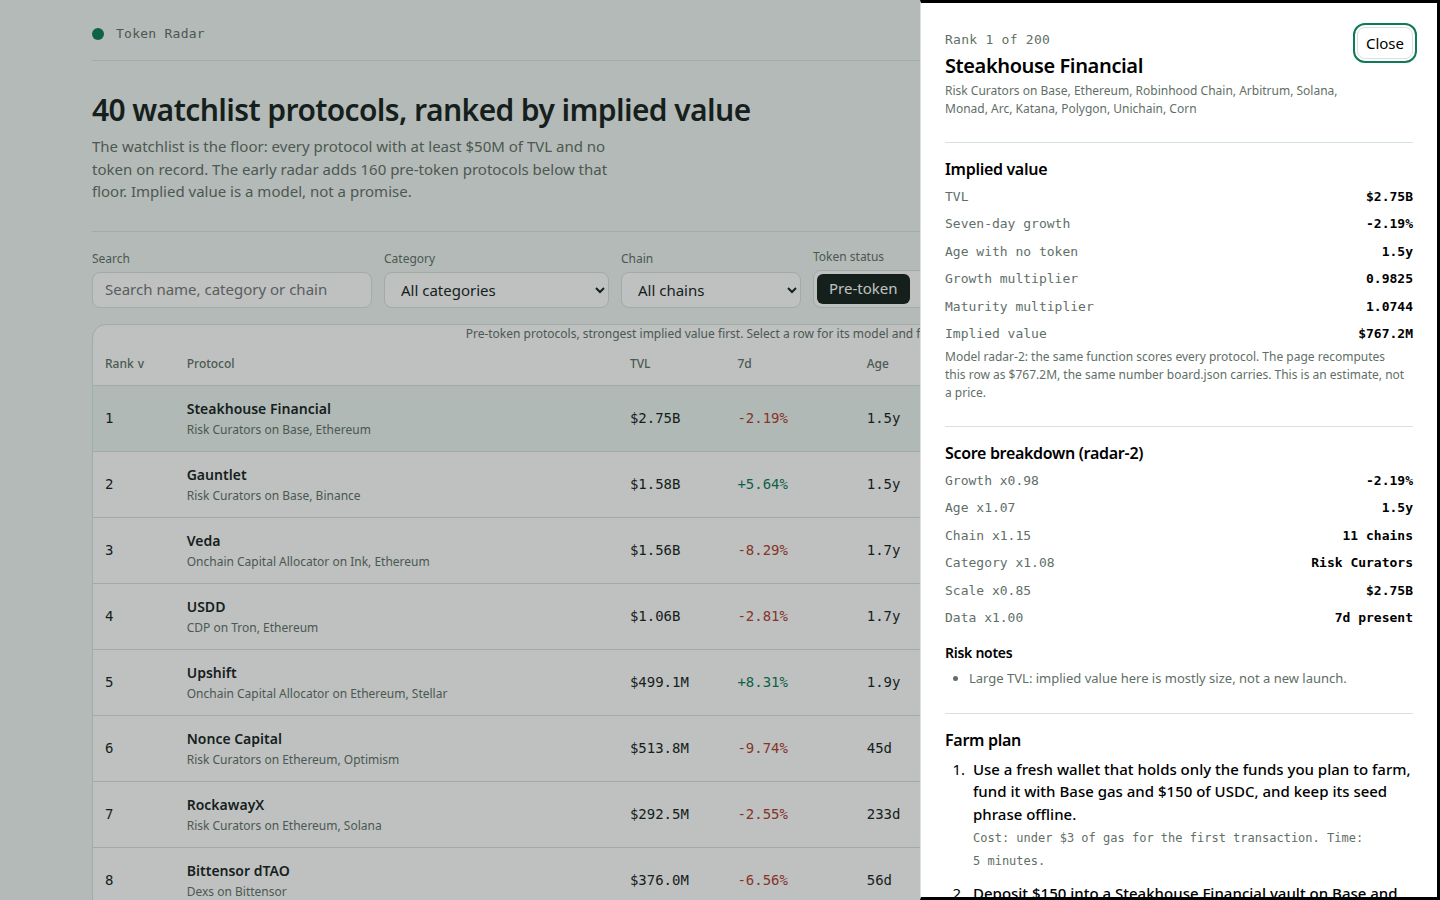 Token Radar
40 watchlist protocols, ranked by implied value
The watchlist is the floor: every protocol with at least $50M of TVL and no
token on record. The early radar adds 160 pre-token protocols below that
floor. Implied value is a model, not a promise.
Search
Category
Chain
Token status
Search name, category or chain
All categories
All chains
Pre-token
Pre-token protocols, strongest implied value first. Select a row for its model and f
Rank v
Protocol
TVL
7d
Age
1
Steakhouse Financial
Risk Curators on Base, Ethereum
$2.75B
-2.19%
1.5y
2
Gauntlet
Risk Curators on Base, Binance
$1.58B
+5.64%
1.5y
3
Veda
Onchain Capital Allocator on Ink, Ethereum
$1.56B
-8.29%
1.7y
4
USDD
CDP on Tron, Ethereum
$1.06B
-2.81%
1.7y
5
Upshift
Onchain Capital Allocator on Ethereum, Stellar
$499.1M
+8.31%
1.9y
6
Nonce Capital
Risk Curators on Ethereum, Optimism
$513.8M
-9.74%
45d
7
RockawayX
Risk Curators on Ethereum, Solana
$292.5M
-2.55%
233d
8
Bittensor dTAO
Dexs on Bittensor
$376.0M
-6.56%
56d
Rank 1 of 200
Close
Steakhouse Financial
Risk Curators on Base, Ethereum, Robinhood Chain, Arbitrum, Solana,
Monad, Arc, Katana, Polygon, Unichain, Corn
Implied value
TVL $2.75B
Seven-day growth -2.19%
Age with no token 1.5y
Growth multiplier 0.9825
Maturity multiplier 1.0744
Implied value $767.2M
Model radar-2: the same function scores every protocol. The page recomputes
this row as $767.2M, the same number board.json carries. This is an estimate, not
a price.
Score breakdown (radar-2)
Growth x0.98 -2.19%
Age x1.07 1.5y
Chain x1.15 11 chains
Category x1.08 Risk Curators
Scale x0.85 $2.75B
Data x1.00 7d present
Risk notes
Large TVL: implied value here is mostly size, not a new launch.
Farm plan
1. Use a fresh wallet that holds only the funds you plan to farm,
fund it with Base gas and $150 of USDC, and keep its seed
phrase offline.
Cost: under $3 of gas for the first transaction. Time:
5 minutes.
2. Deposit $150 into a Steakhouse Financial vault on Base and